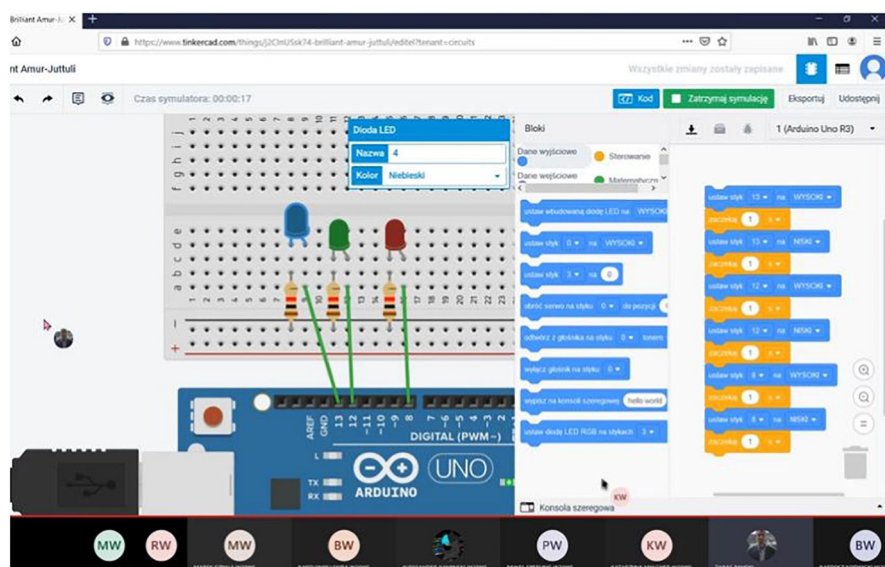 Brilliant Amur-Ju
https://www.tinkercad.com/things/j2ClnUSsk74-brilliant-amur-juttuli/editel?tenant=circuits
nt Amur-Juttuli
Wszystkie zmiany zostały zapisane
Czas symulatora: 00:00:17
Kod
Zatrzymaj symulację
Eksportuj
Udostępnij
Dioda LED
Nazwa 4
Kolor Niebieski
Bloki
1 (Arduino Uno R3)
Dane wyjściowe
Sterowanie
Dane wejściowe
Matematyczne
ustaw wbudowaną diodę LED na WYSOKI
ustaw styk 0 na WYSOKI
ustaw styk 3 na 0
obróć serwo na styku 0 do pozycji
odtwórz z głośnika na styku 0 tonem
wyłącz głośnik na styku 0
wypisz na konsoli szeregowej hello world
ustaw diodę LED RGB na stykach 3
ustaw styk 13 na WYSOKI
zaczekaj 1 s
ustaw styk 13 na NISKI
zaczekaj 1 s
ustaw styk 12 na WYSOKI
zaczekaj 1 s
ustaw styk 12 na NISKI
zaczekaj 1 s
ustaw styk 8 na WYSOKI
zaczekaj 1 s
ustaw styk 8 na NISKI
zaczekaj 1 s
j
i
h
g
f
e
d
c
b
a
AREF
GND
13
12
~11
~10
~9
8
7
DIGITAL (PWM~)
L
TX
RX
ARDUINO
UNO
Konsola szeregowa
KW
MW
RW
MW
BW
PW
KW
BW